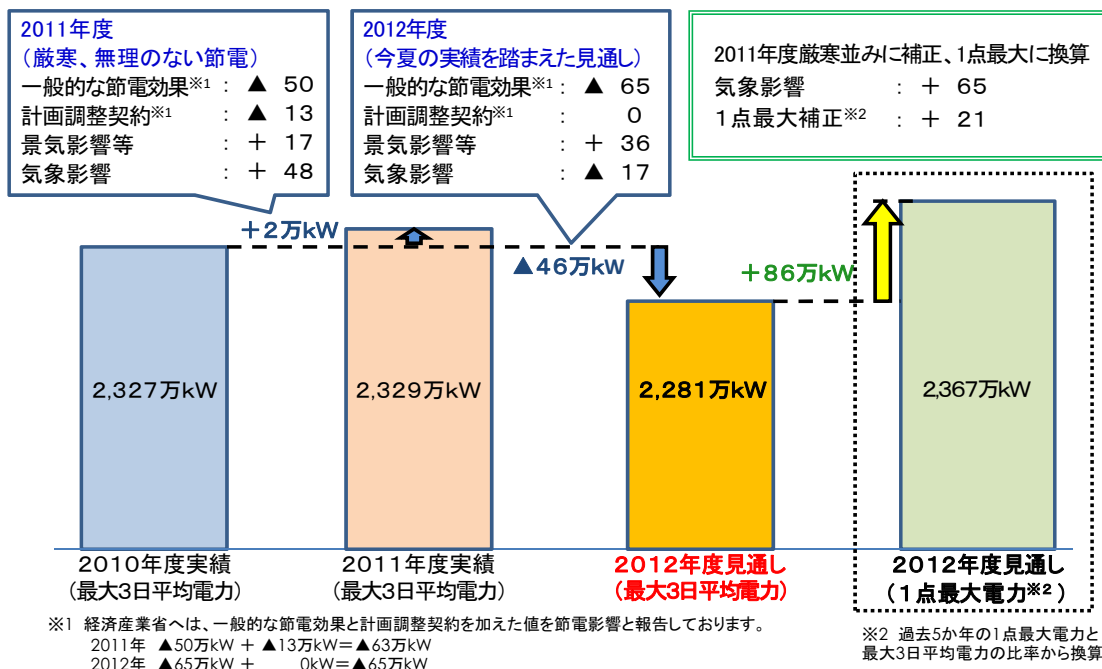 2011年度
(厳寒、無理のない節電)
一般的な節電効果※1 : ▲ 50
計画調整契約※1 : ▲ 13
景気影響等 : + 17
気象影響 : + 48
2012年度
(今夏の実績を踏まえた見通し)
一般的な節電効果※1 : ▲ 65
計画調整契約※1 : 0
景気影響等 : + 36
気象影響 : ▲ 17
2011年度厳寒並みに補正、1点最大に換算
気象影響 : + 65
1点最大補正※2 : + 21
+2万kW
▲46万kW
+86万kW
2,327万kW
2,329万kW
2,281万kW
2,367万kW
2010年度実績
(最大3日平均電力)
2011年度実績
(最大3日平均電力)
2012年度見通し
(最大3日平均電力)
2012年度見通し
(1点最大電力※2)
※1 経済産業省へは、一般的な節電効果と計画調整契約を加えた値を節電影響と報告しております。
2011年 ▲50万kW + ▲13万kW=▲63万kW
2012年 ▲65万kW + 0kW=▲65万kW
※2 過去5か年の1点最大電力と
最大3日平均電力の比率から換算